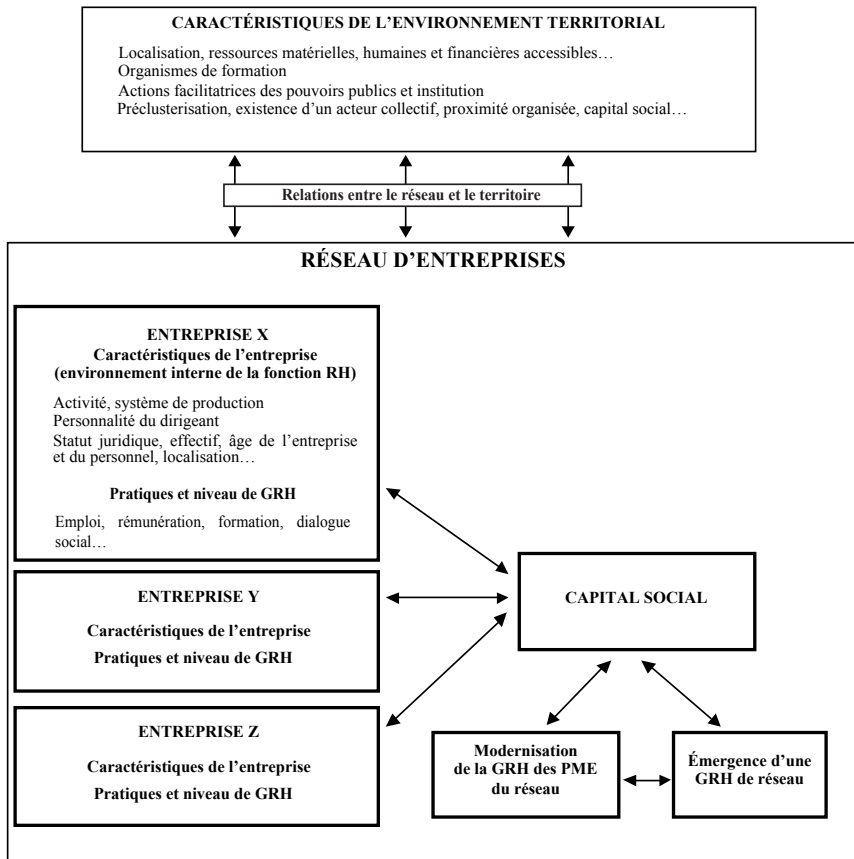 CARACTÉRISTIQUES DE L’ENVIRONNEMENT TERRITORIAL
Localisation, ressources matérielles, humaines et financières accessibles…
Organismes de formation
Actions facilitatrices des pouvoirs publics et institution
Préclusterisation, existence d’un acteur collectif, proximité organisée, capital social…
Relations entre le réseau et le territoire
RÉSEAU D’ENTREPRISES
ENTREPRISE X
Caractéristiques de l’entreprise
(environnement interne de la fonction RH)
Activité, système de production
Personnalité du dirigeant
Statut juridique, effectif, âge de l’entreprise
et du personnel, localisation…
Pratiques et niveau de GRH
Emploi, rémunération, formation, dialogue
social…
ENTREPRISE Y
Caractéristiques de l’entreprise
Pratiques et niveau de GRH
ENTREPRISE Z
Caractéristiques de l’entreprise
Pratiques et niveau de GRH
CAPITAL SOCIAL
Modernisation
de la GRH des PME
du réseau
Émergence d’une
GRH de réseau